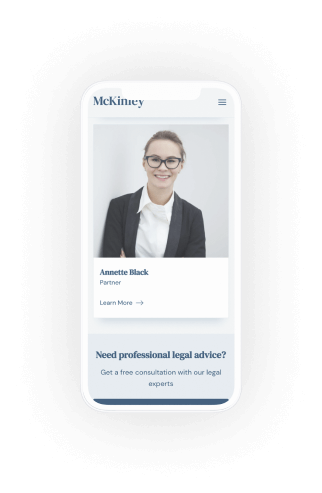 McKinley
Annette Black
Partner
Learn More →
Need professional legal advice?
Get a free consultation with our legal
experts